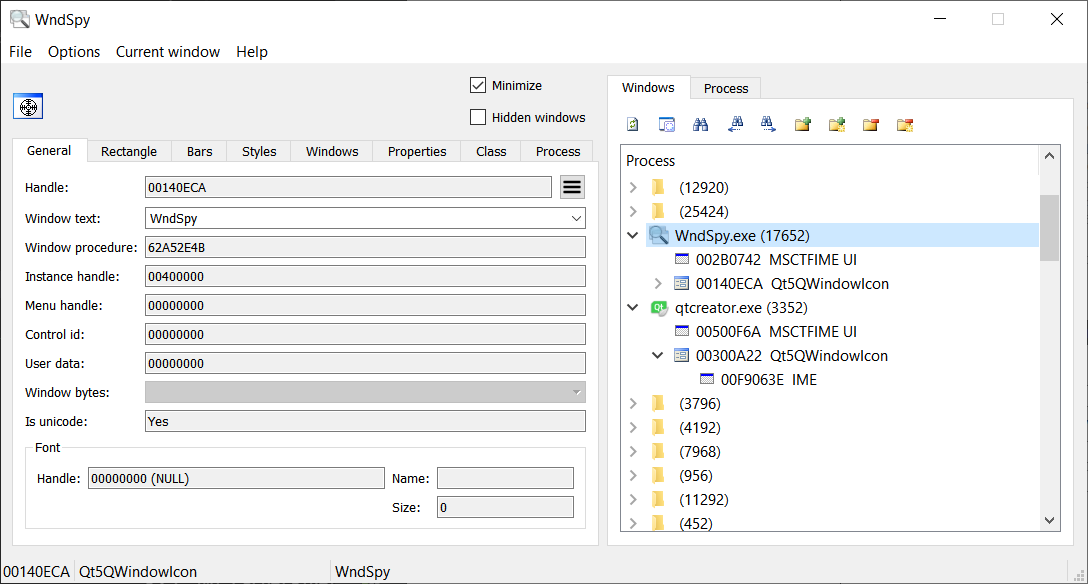 WndSpy
File Options Current window Help
Minimize
Hidden windows
General Rectangle Bars Styles Windows Properties Class Process
Handle: 00140ECA
Window text: WndSpy
Window procedure: 62A52E4B
Instance handle: 00400000
Menu handle: 00000000
Control id: 00000000
User data: 00000000
Window bytes:
Is unicode: Yes
Font
Handle: 00000000 (NULL) Name:
Size: 0
Windows Process
Process
(12920)
(25424)
WndSpy.exe (17652)
002B0742 MSCTFIME UI
00140ECA Qt5QWindowIcon
Qt qtcreator.exe (3352)
00500F6A MSCTFIME UI
00300A22 Qt5QWindowIcon
00F9063E IME
(3796)
(4192)
(7968)
(956)
(11292)
(452)
00140ECA Qt5QWindowIcon WndSpy